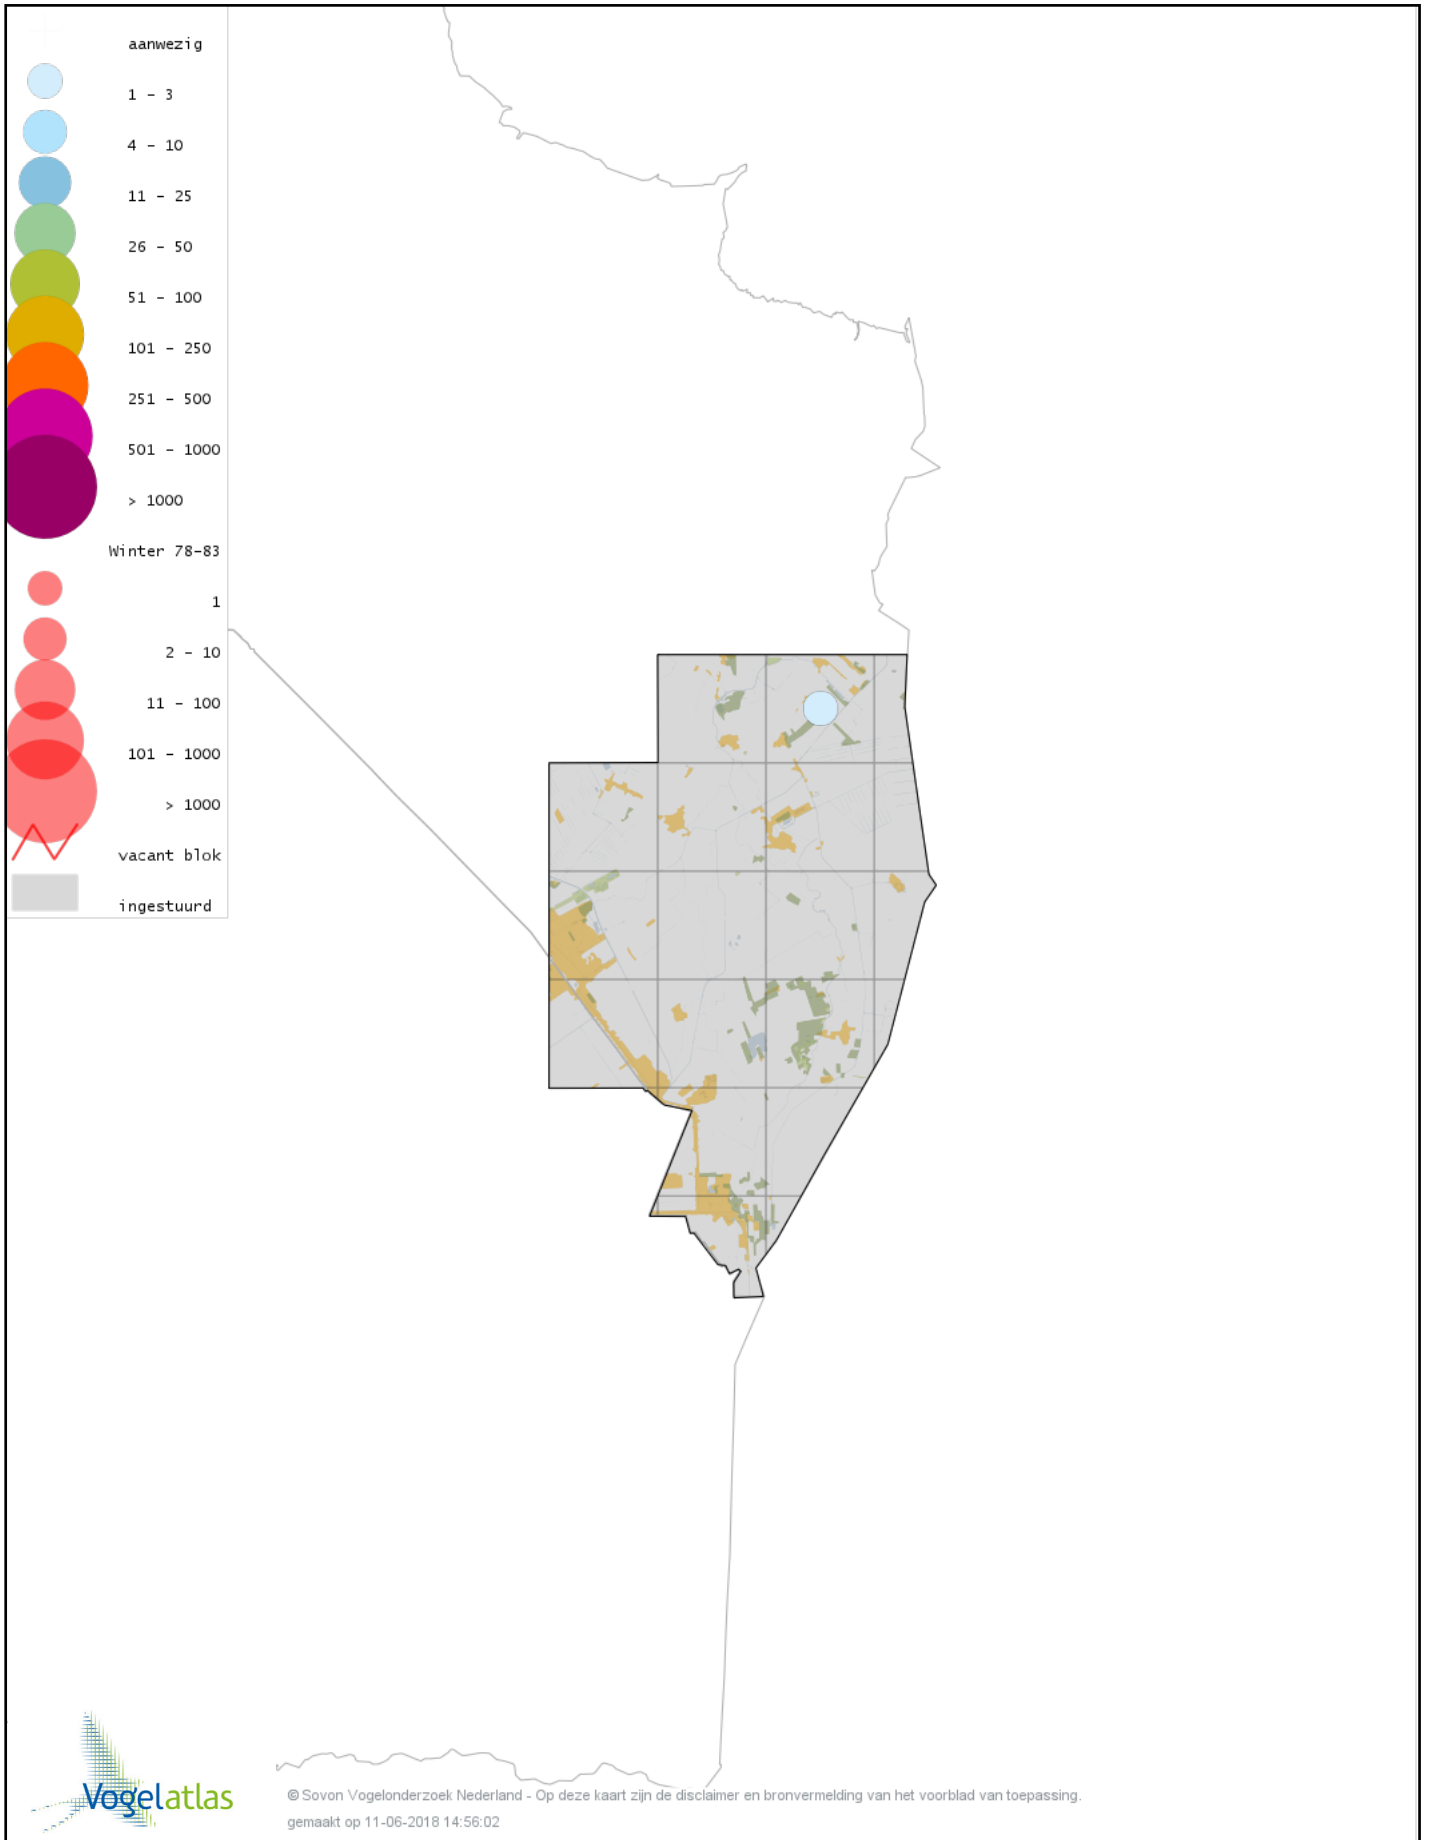 aanwezig
1 - 3
4 - 10
11 - 25
26 - 50
51 - 100
101 - 250
251 - 500
501 - 1000
> 1000
Winter 78-83
1
2 - 10
11 - 100
101 - 1000
> 1000
vacant blok
ingestuurd
Vogelatlas
© Sovon Vogelonderzoek Nederland - Op deze kaart zijn de disclaimer en bronvermelding van het voorblad van toepassing.
gemaakt op 11-06-2018 14:56:02